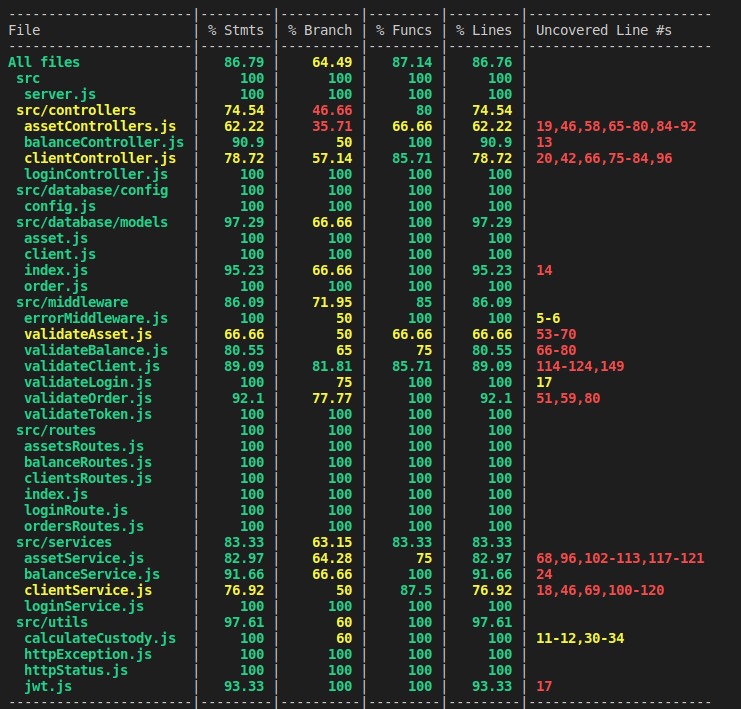 -----------------------|---------|----------|---------|---------|-----------------------
File                   | % Stmts | % Branch | % Funcs | % Lines | Uncovered Line #s
-----------------------|---------|----------|---------|---------|-----------------------
All files              |   86.79 |    64.49 |   87.14 |   86.76 |
 src                   |     100 |      100 |     100 |     100 |
  server.js            |     100 |      100 |     100 |     100 |
 src/controllers       |   74.54 |    46.66 |      80 |   74.54 |
  assetControllers.js  |   62.22 |    35.71 |   66.66 |   62.22 | 19,46,58,65-80,84-92
  balanceController.js |    90.9 |       50 |     100 |    90.9 | 13
  clientController.js  |   78.72 |    57.14 |   85.71 |   78.72 | 20,42,66,75-84,96
  loginController.js   |     100 |      100 |     100 |     100 |
 src/database/config   |     100 |      100 |     100 |     100 |
  config.js            |     100 |      100 |     100 |     100 |
 src/database/models   |   97.29 |    66.66 |     100 |   97.29 |
  asset.js             |     100 |      100 |     100 |     100 |
  client.js            |     100 |      100 |     100 |     100 |
  index.js             |   95.23 |    66.66 |     100 |   95.23 | 14
  order.js             |     100 |      100 |     100 |     100 |
 src/middleware        |   86.09 |    71.95 |      85 |   86.09 |
  errorMiddleware.js   |     100 |       50 |     100 |     100 | 5-6
  validateAsset.js     |   66.66 |       50 |   66.66 |   66.66 | 53-70
  validateBalance.js   |   80.55 |       65 |      75 |   80.55 | 66-80
  validateClient.js    |   89.09 |    81.81 |   85.71 |   89.09 | 114-124,149
  validateLogin.js     |     100 |       75 |     100 |     100 | 17
  validateOrder.js     |    92.1 |    77.77 |     100 |    92.1 | 51,59,80
  validateToken.js     |     100 |      100 |     100 |     100 |
 src/routes            |     100 |      100 |     100 |     100 |
  assetsRoutes.js      |     100 |      100 |     100 |     100 |
  balanceRoutes.js     |     100 |      100 |     100 |     100 |
  clientsRoutes.js     |     100 |      100 |     100 |     100 |
  index.js             |     100 |      100 |     100 |     100 |
  loginRoute.js        |     100 |      100 |     100 |     100 |
  ordersRoutes.js      |     100 |      100 |     100 |     100 |
 src/services          |   83.33 |    63.15 |   83.33 |   83.33 |
  assetService.js      |   82.97 |    64.28 |      75 |   82.97 | 68,96,102-113,117-121
  balanceService.js    |   91.66 |    66.66 |     100 |   91.66 | 24
  clientService.js     |   76.92 |       50 |    87.5 |   76.92 | 18,46,69,100-120
  loginService.js      |     100 |      100 |     100 |     100 |
 src/utils             |   97.61 |       60 |     100 |   97.61 |
  calculateCustody.js  |     100 |       60 |     100 |     100 | 11-12,30-34
  httpException.js     |     100 |      100 |     100 |     100 |
  httpStatus.js        |     100 |      100 |     100 |     100 |
  jwt.js               |   93.33 |      100 |     100 |   93.33 | 17
-----------------------|---------|----------|---------|---------|-----------------------